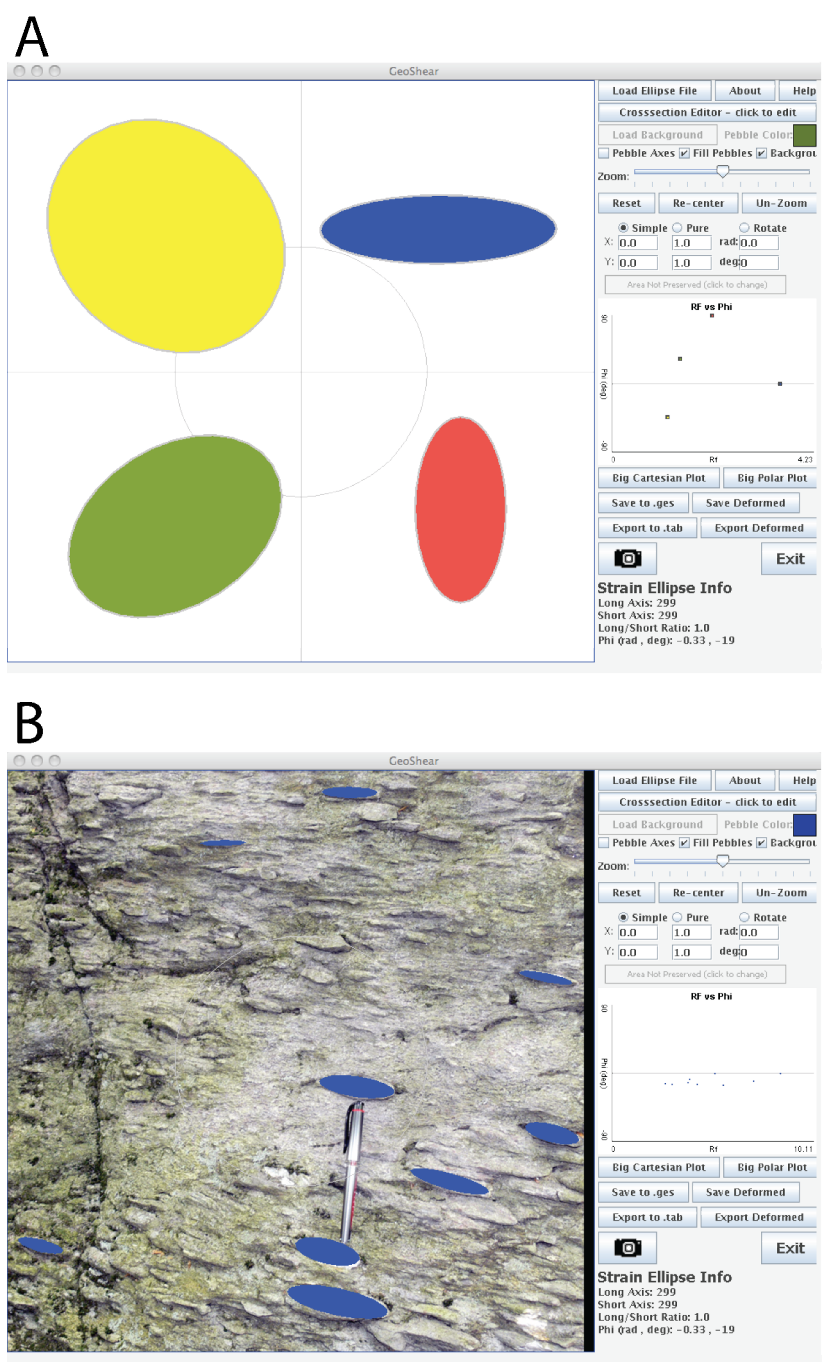 A
GeoShear
Load Ellipse File About Help
Crosssection Editor - click to edit
Load Background Pebble Color:
Pebble Axes Fill Pebbles Backgrou
Zoom:
Reset Re-center Un-Zoom
Simple Pure Rotate
X: 0.0 1.0 rad: 0.0
Y: 0.0 1.0 deg: 0
Area Not Preserved (click to change)
RF vs Phi
90
Phi (deg)
-90
0 Rf 4.23
Big Cartesian Plot Big Polar Plot
Save to .ges Save Deformed
Export to .tab Export Deformed
Exit
Strain Ellipse Info
Long Axis: 299
Short Axis: 299
Long/Short Ratio: 1.0
Phi (rad , deg): -0.33 , -19
B
GeoShear
Load Ellipse File About Help
Crosssection Editor - click to edit
Load Background Pebble Color:
Pebble Axes Fill Pebbles Backgrou
Zoom:
Reset Re-center Un-Zoom
Simple Pure Rotate
X: 0.0 1.0 rad: 0.0
Y: 0.0 1.0 deg: 0
Area Not Preserved (click to change)
RF vs Phi
90
Phi (deg)
-90
0 Rf 10.11
Big Cartesian Plot Big Polar Plot
Save to .ges Save Deformed
Export to .tab Export Deformed
Exit
Strain Ellipse Info
Long Axis: 299
Short Axis: 299
Long/Short Ratio: 1.0
Phi (rad , deg): -0.33 , -19